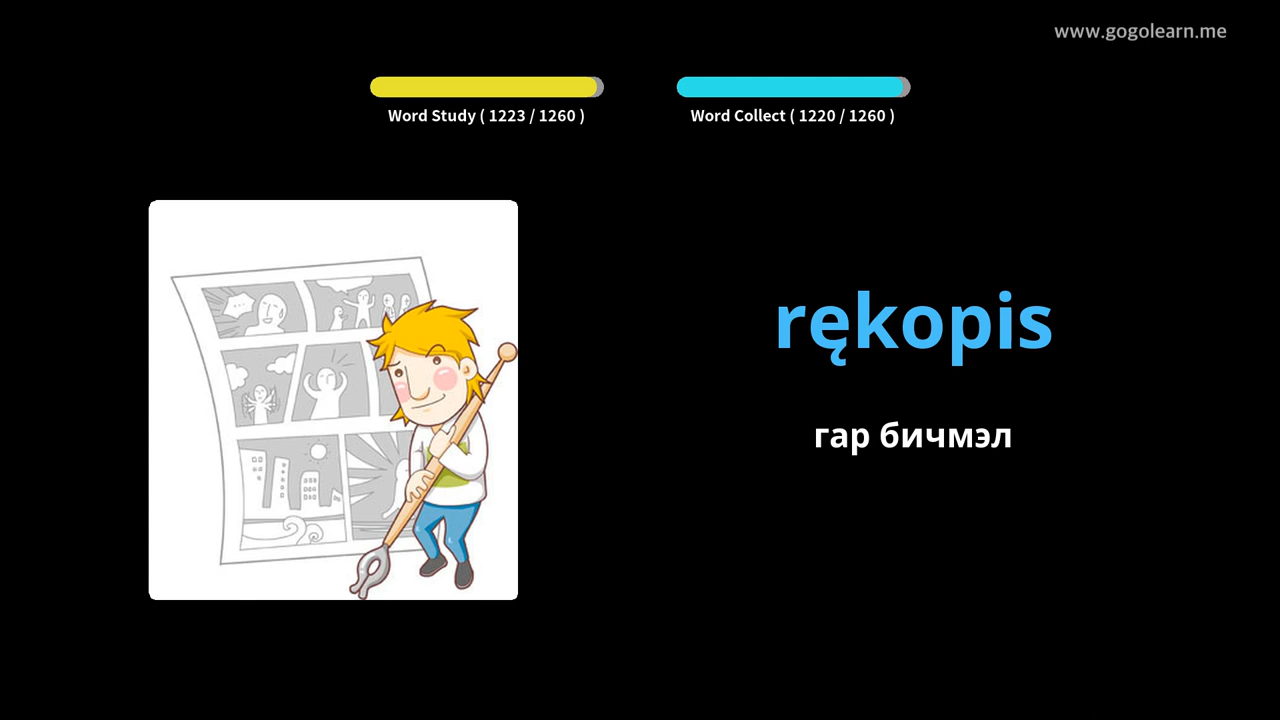 www.gogolearn.me
Word Study ( 1223 / 1260 )
Word Collect ( 1220 / 1260 )
rękopis
гар бичмэл